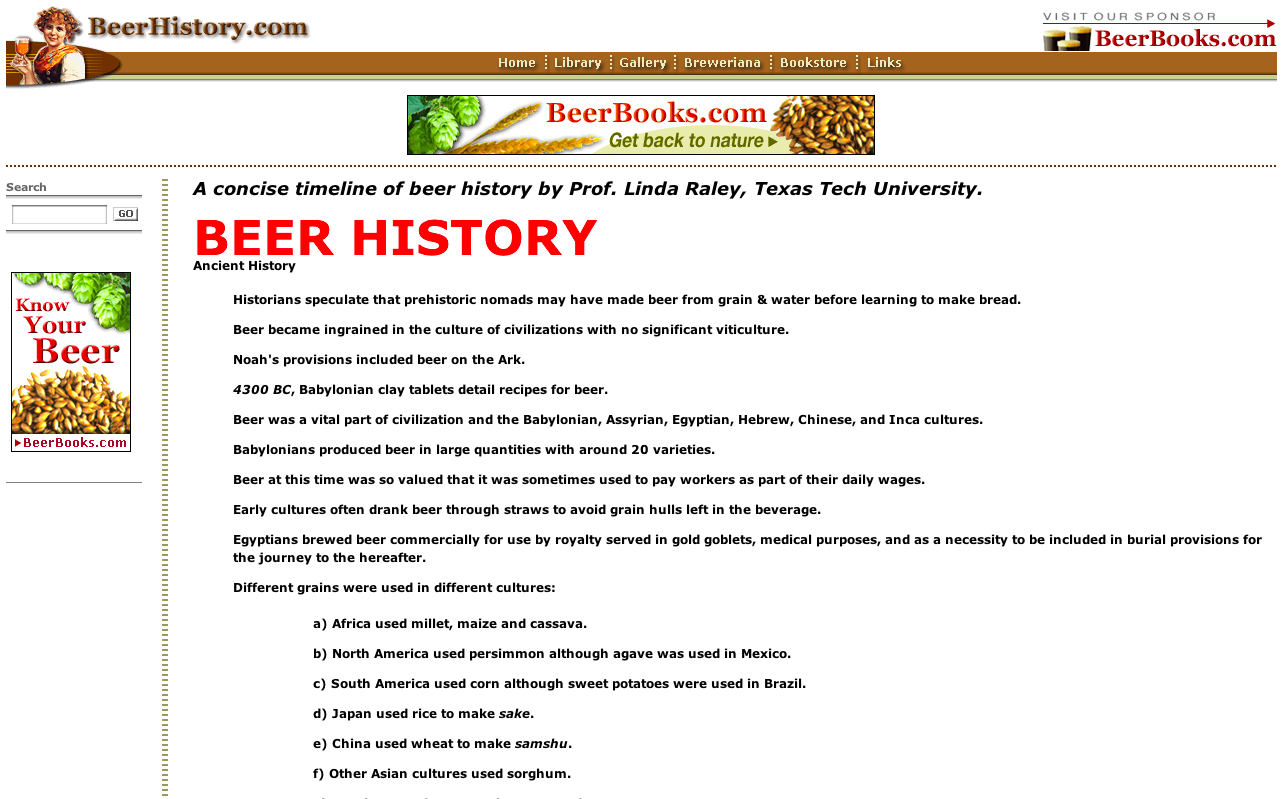 BeerHistory.com
VISIT OUR SPONSOR
BeerBooks.com
Home
Library
Gallery
Breweriana
Bookstore
Links
BeerBooks.com
Get back to nature
Search
GO
Know
Your
Beer
BeerBooks.com
A concise timeline of beer history by Prof. Linda Raley, Texas Tech University.
BEER HISTORY
Ancient History
Historians speculate that prehistoric nomads may have made beer from grain & water before learning to make bread.
Beer became ingrained in the culture of civilizations with no significant viticulture.
Noah's provisions included beer on the Ark.
4300 BC, Babylonian clay tablets detail recipes for beer.
Beer was a vital part of civilization and the Babylonian, Assyrian, Egyptian, Hebrew, Chinese, and Inca cultures.
Babylonians produced beer in large quantities with around 20 varieties.
Beer at this time was so valued that it was sometimes used to pay workers as part of their daily wages.
Early cultures often drank beer through straws to avoid grain hulls left in the beverage.
Egyptians brewed beer commercially for use by royalty served in gold goblets, medical purposes, and as a necessity to be included in burial provisions for
the journey to the hereafter.
Different grains were used in different cultures:
a) Africa used millet, maize and cassava.
b) North America used persimmon although agave was used in Mexico.
c) South America used corn although sweet potatoes were used in Brazil.
d) Japan used rice to make sake.
e) China used wheat to make samshu.
f) Other Asian cultures used sorghum.